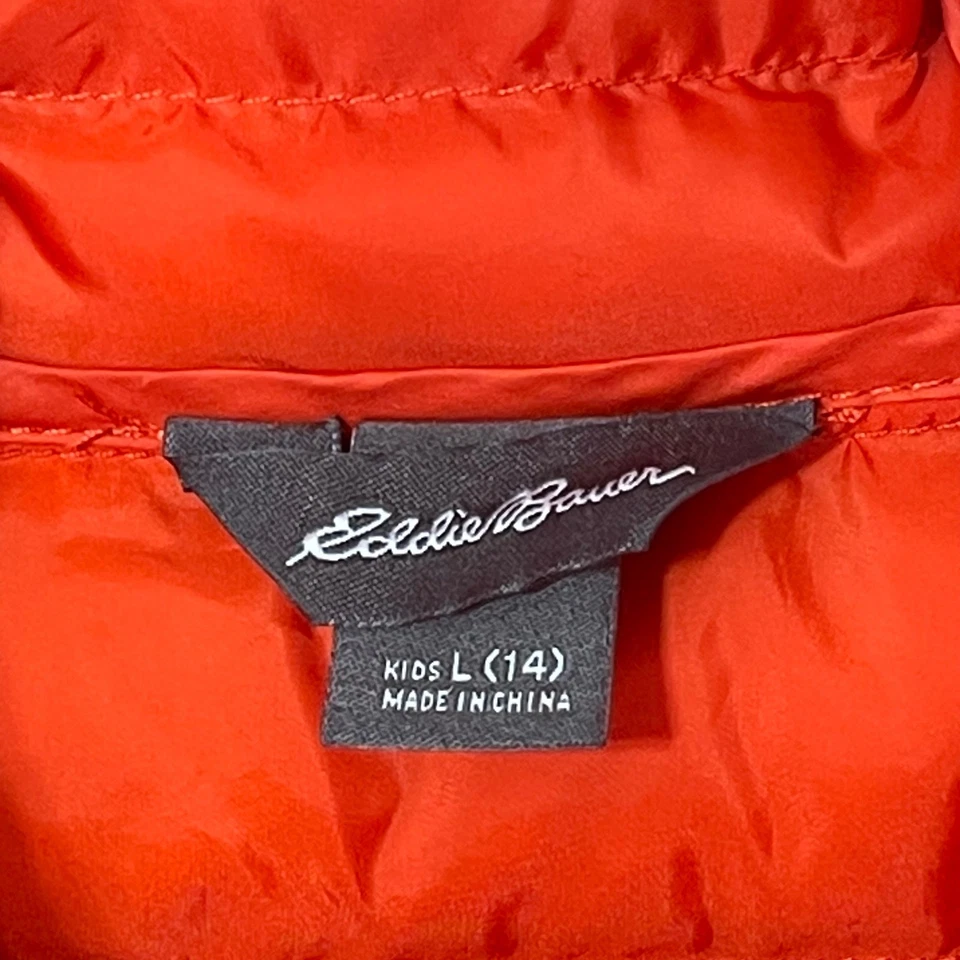 Eddie Bauer
KIDS L (14)
MADE IN CHINA